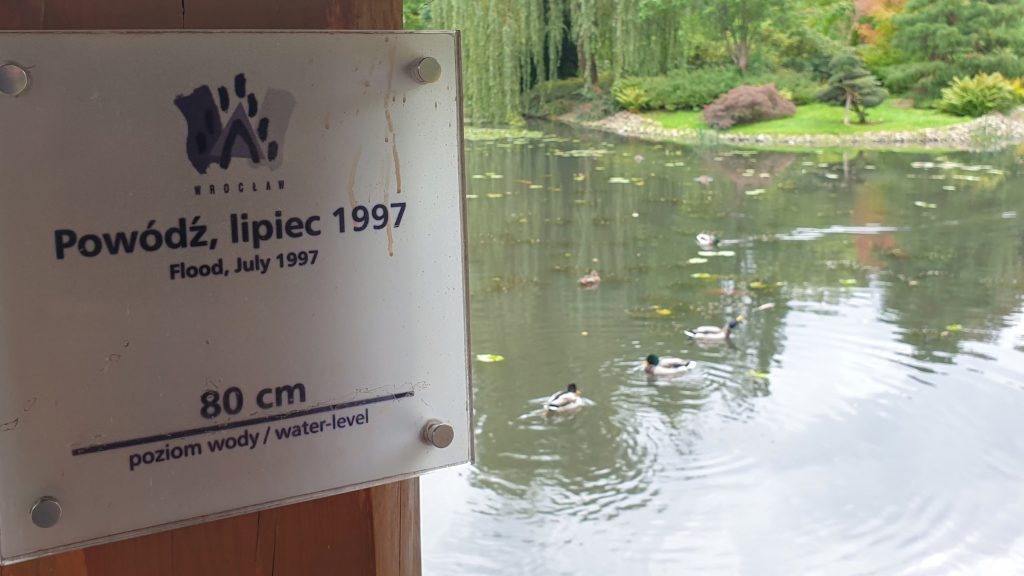 WROCŁAW
Powódź, lipiec 1997
Flood, July 1997
80 cm
poziom wody / water-level